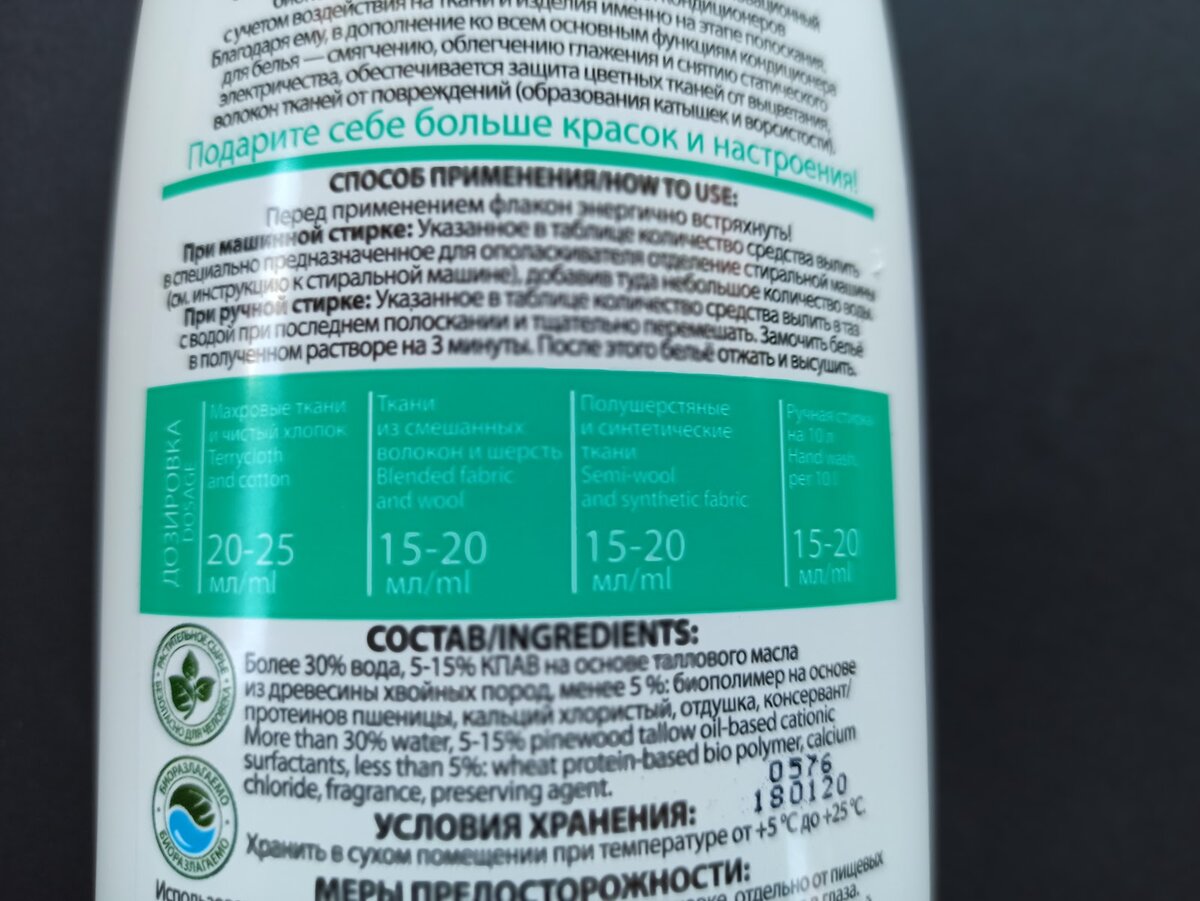 инновационный
с учетом воздействия на ткани и изделия именно на этапе полоскания.
Благодаря ему, в дополнение ко всем основным функциям кондиционера
для белья — смягчению, облегчению глажения и снятию статического
электричества, обеспечивается защита цветных тканей от выцветания,
волокон тканей от повреждений (образования катышек и ворсистости).
Подарите себе больше красок и настроения!
СПОСОБ ПРИМЕНЕНИЯ/HOW TO USE:
Перед применением флакон энергично встряхнуть!
При машинной стирке: Указанное в таблице количество средства вылить
в специально предназначенное для ополаскивателя отделение стиральной машины
(см. инструкцию к стиральной машине), добавив туда небольшое количество воды.
При ручной стирке: Указанное в таблице количество средства вылить в таз
с водой при последнем полоскании и тщательно перемешать. Замочить бельё
в полученном растворе на 3 минуты. После этого бельё отжать и высушить.
ДОЗИРОВКА
DOSAGE
Махровые ткани
и чистый хлопок
Terrycloth
and cotton
20-25
мл/ml
Ткани
из смешанных
волокон и шерсть
Blended fabric
and wool
15-20
мл/ml
Полушерстяные
и синтетические
ткани
Semi-wool
and synthetic fabric
15-20
мл/ml
Ручная стирка
на 10 л
Hand wash,
per 10 l
15-20
мл/ml
СОСТАВ/INGREDIENTS:
Более 30% вода, 5-15% КПАВ на основе таллового масла
из древесины хвойных пород, менее 5 %: биополимер на основе
протеинов пшеницы, кальций хлористый, отдушка, консервант/
More than 30% water, 5-15% pinewood tallow oil-based cationic
surfactants, less than 5%: wheat protein-based bio polymer, calcium
chloride, fragrance, preserving agent.
0576
180120
РАСТИТЕЛЬНОЕ СЫРЬЕ
БЕЗОПАСНО ДЛЯ ЧЕЛОВЕКА
БИОРАЗЛАГАЕМО
БИОРАЗЛАГАЕМО
УСЛОВИЯ ХРАНЕНИЯ:
Хранить в сухом помещении при температуре от +5 °C до +25 °C
МЕРЫ ПРЕДОСТОРОЖНОСТИ:
отдельно от пищевых
глаза.